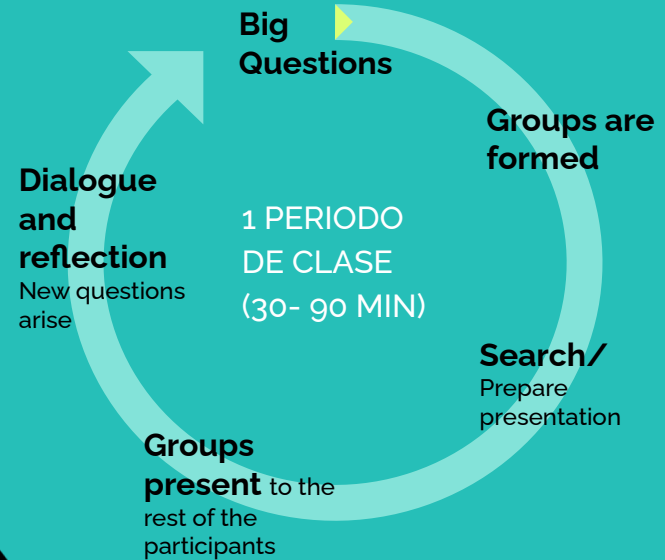 Big
Questions
Groups are
formed
Search/
Prepare
presentation
Groups
present to the
rest of the
participants
Dialogue
and
reflection
New questions
arise
1 PERIODO
DE CLASE
(30- 90 MIN)